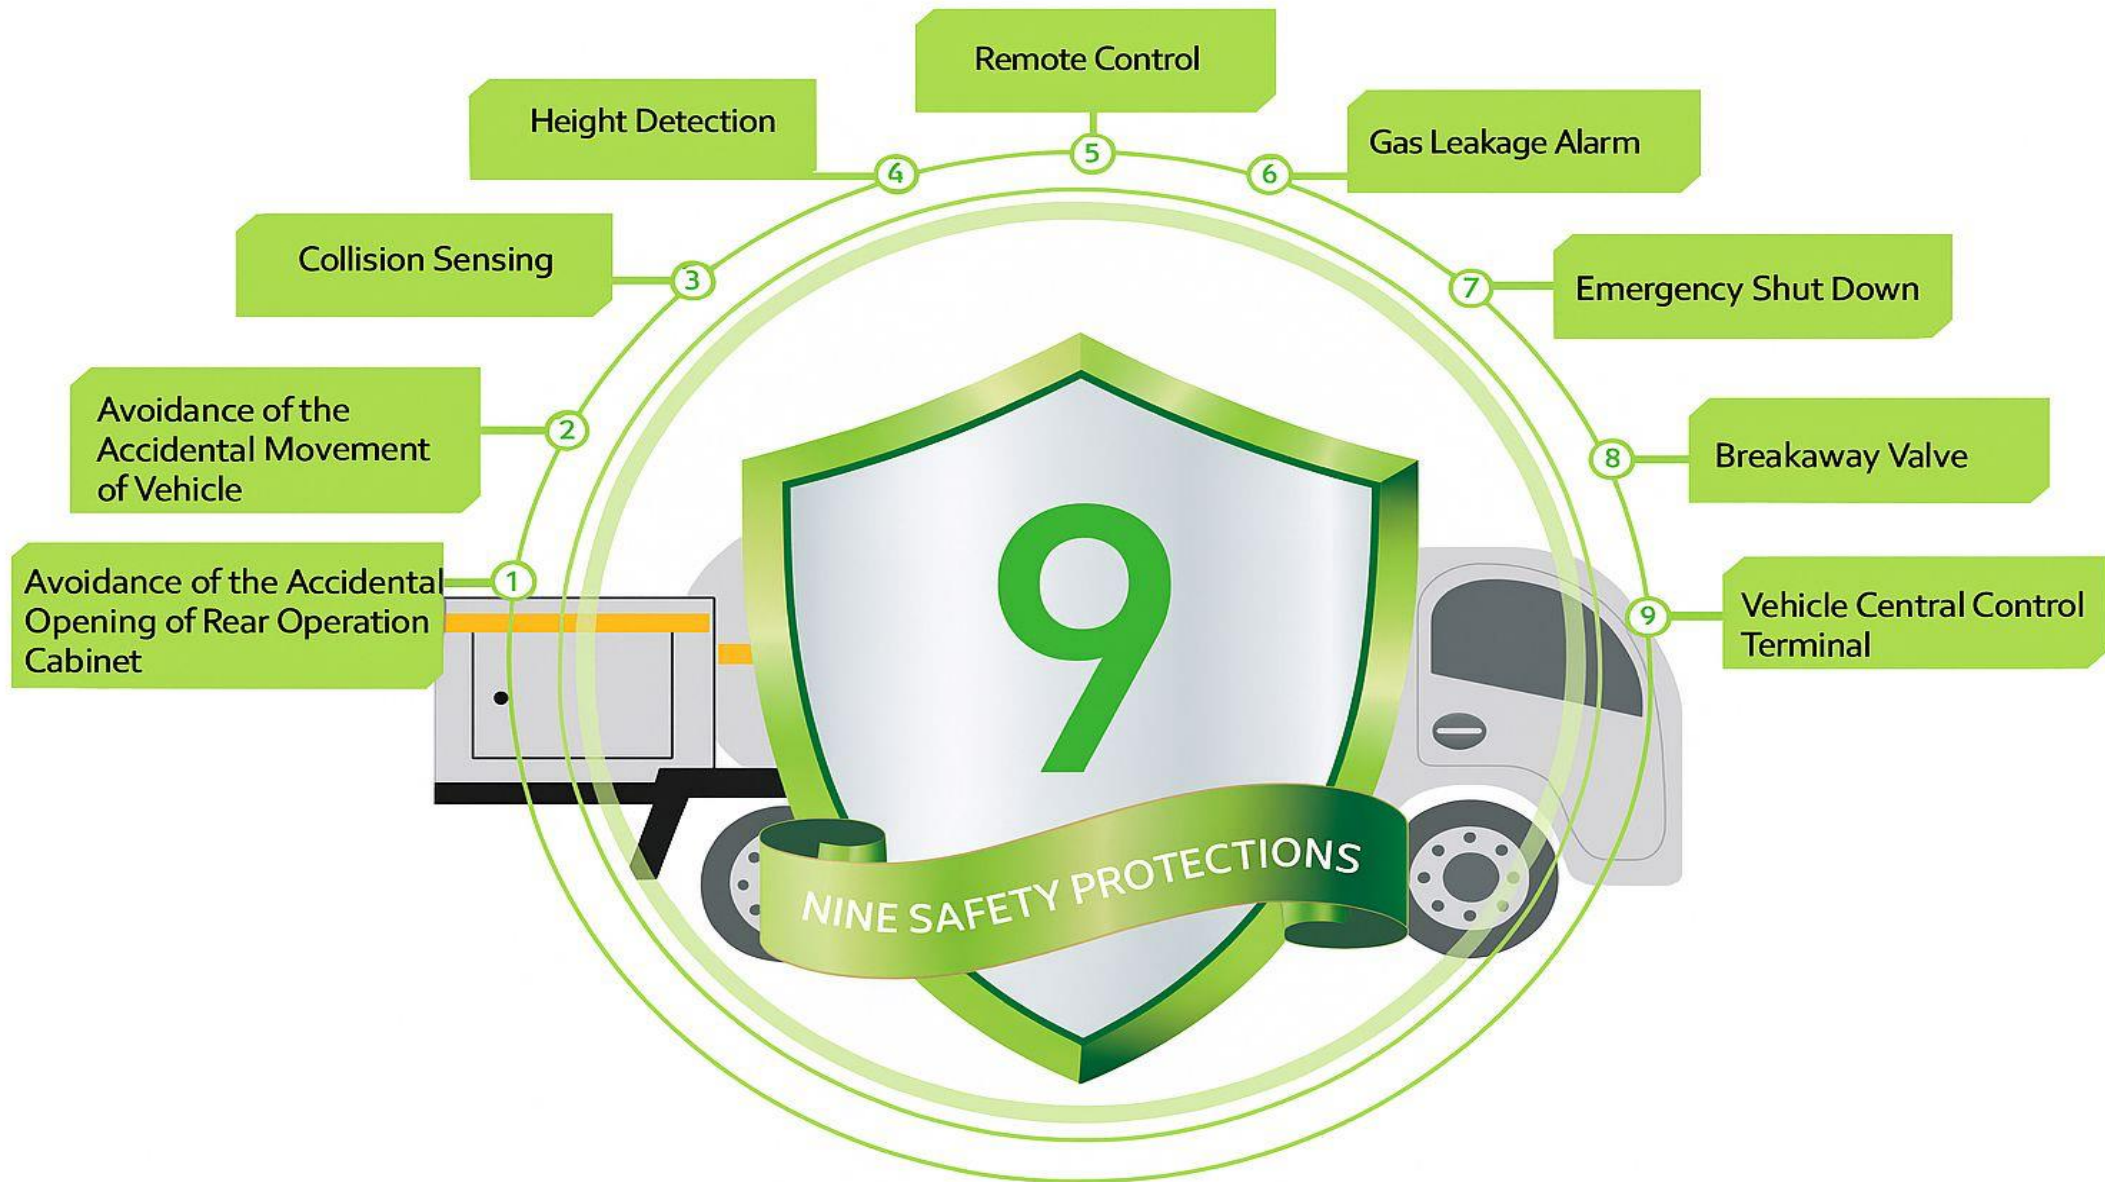 Remote Control
5
Height Detection
4
Gas Leakage Alarm
6
Collision Sensing
3
Emergency Shut Down
7
Avoidance of the
Accidental Movement
of Vehicle
2
Breakaway Valve
8
Avoidance of the Accidental
Opening of Rear Operation
Cabinet
1
Vehicle Central Control
Terminal
9
9
NINE SAFETY PROTECTIONS